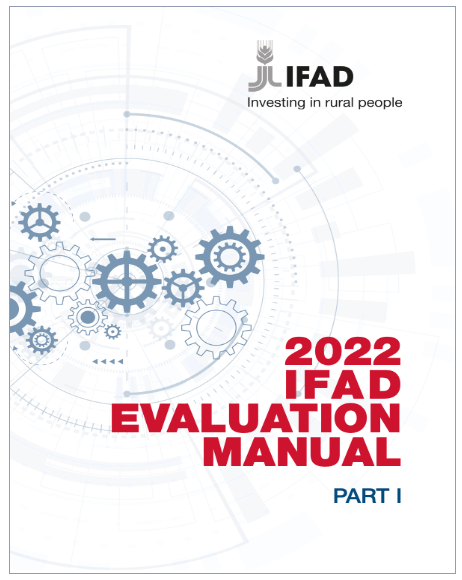 IFAD
Investing in rural people
2022
IFAD
EVALUATION
MANUAL
PART I